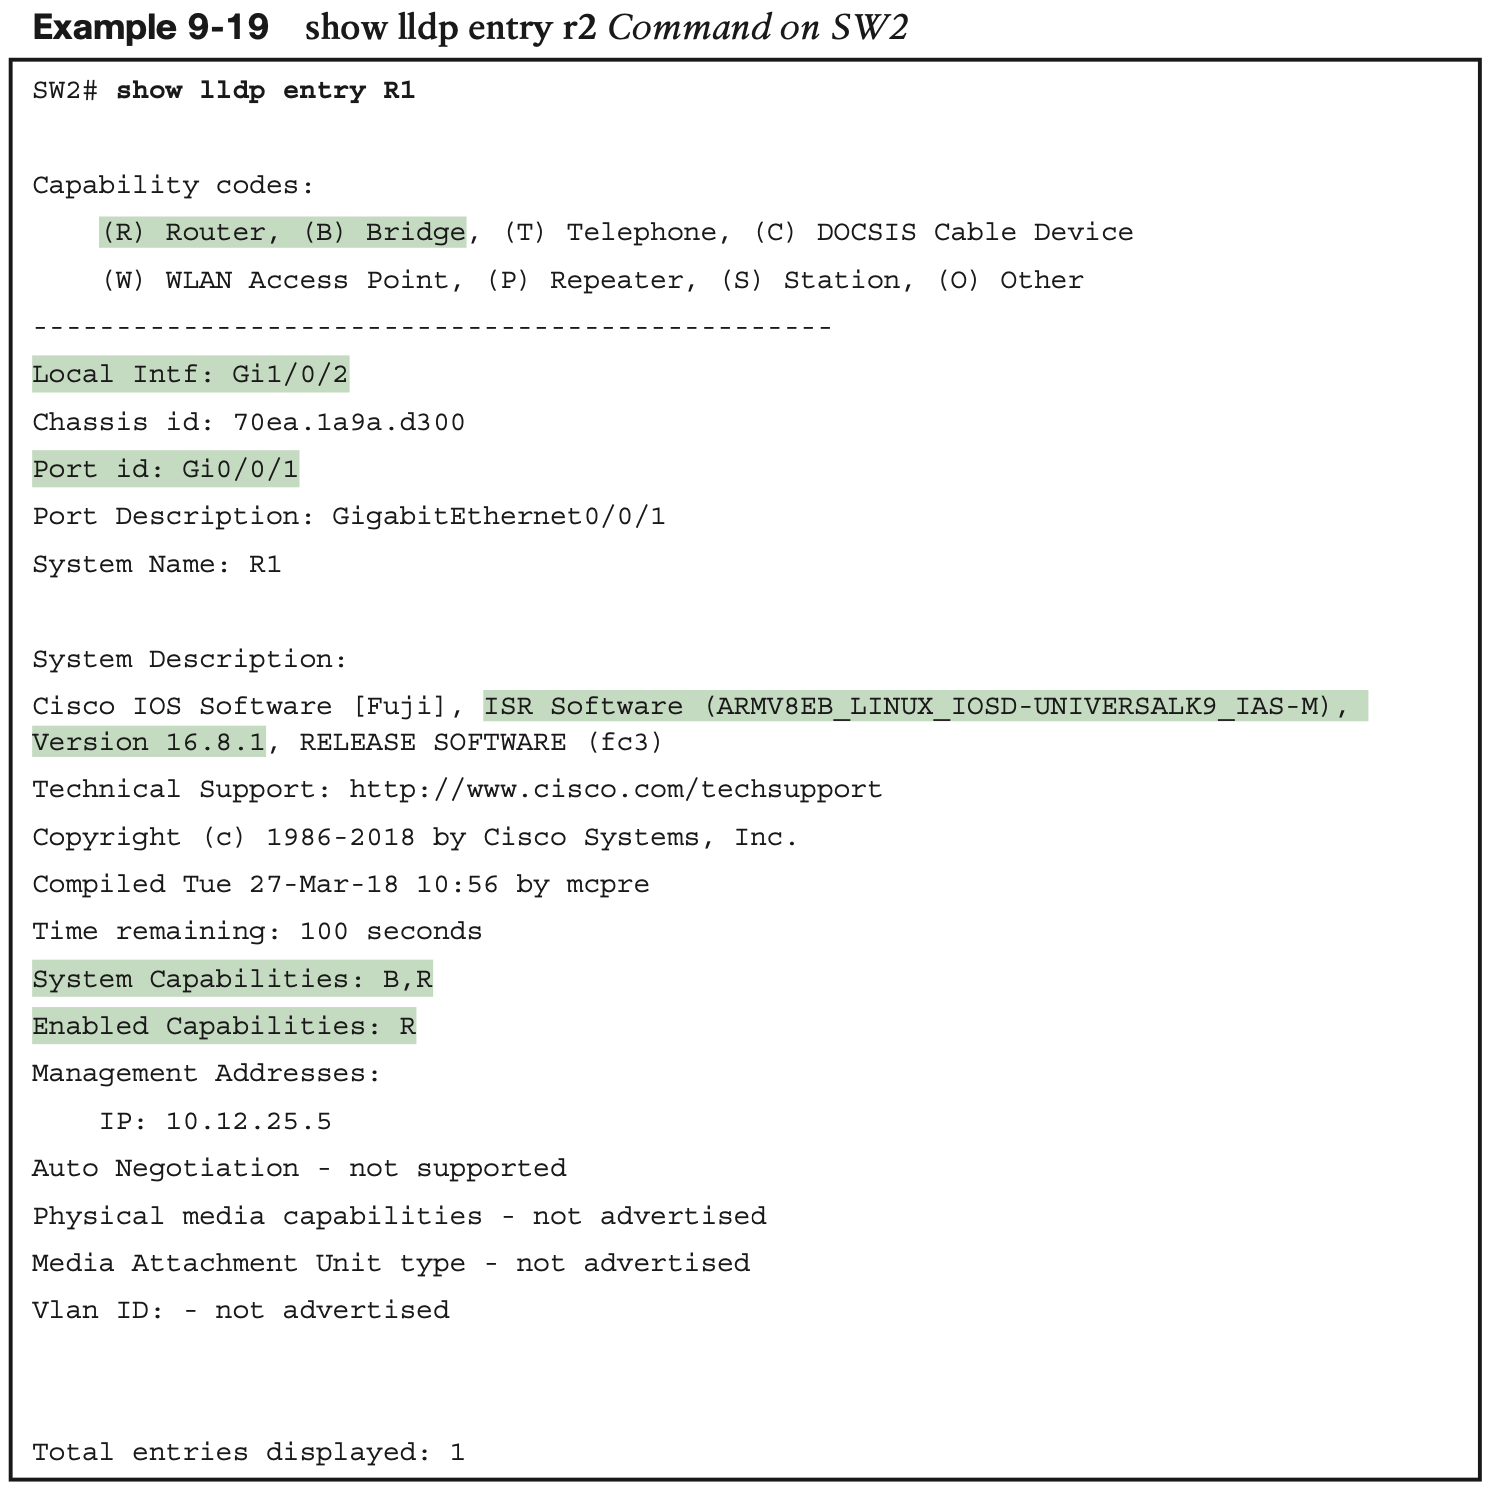 Example 9-19 show lldp entry r2 Command on SW2
SW2# show lldp entry R1
Capability codes:
(R) Router, (B) Bridge, (T) Telephone, (C) DOCSIS Cable Device
(W) WLAN Access Point, (P) Repeater, (S) Station, (O) Other
------------------------------------------------
Local Intf: Gi1/0/2
Chassis id: 70ea.1a9a.d300
Port id: Gi0/0/1
Port Description: GigabitEthernet0/0/1
System Name: R1
System Description:
Cisco IOS Software [Fuji], ISR Software (ARMV8EB_LINUX_IOSD-UNIVERSALK9_IAS-M),
Version 16.8.1, RELEASE SOFTWARE (fc3)
Technical Support: http://www.cisco.com/techsupport
Copyright (c) 1986-2018 by Cisco Systems, Inc.
Compiled Tue 27-Mar-18 10:56 by mcpre
Time remaining: 100 seconds
System Capabilities: B,R
Enabled Capabilities: R
Management Addresses:
IP: 10.12.25.5
Auto Negotiation - not supported
Physical media capabilities - not advertised
Media Attachment Unit type - not advertised
Vlan ID: - not advertised
Total entries displayed: 1